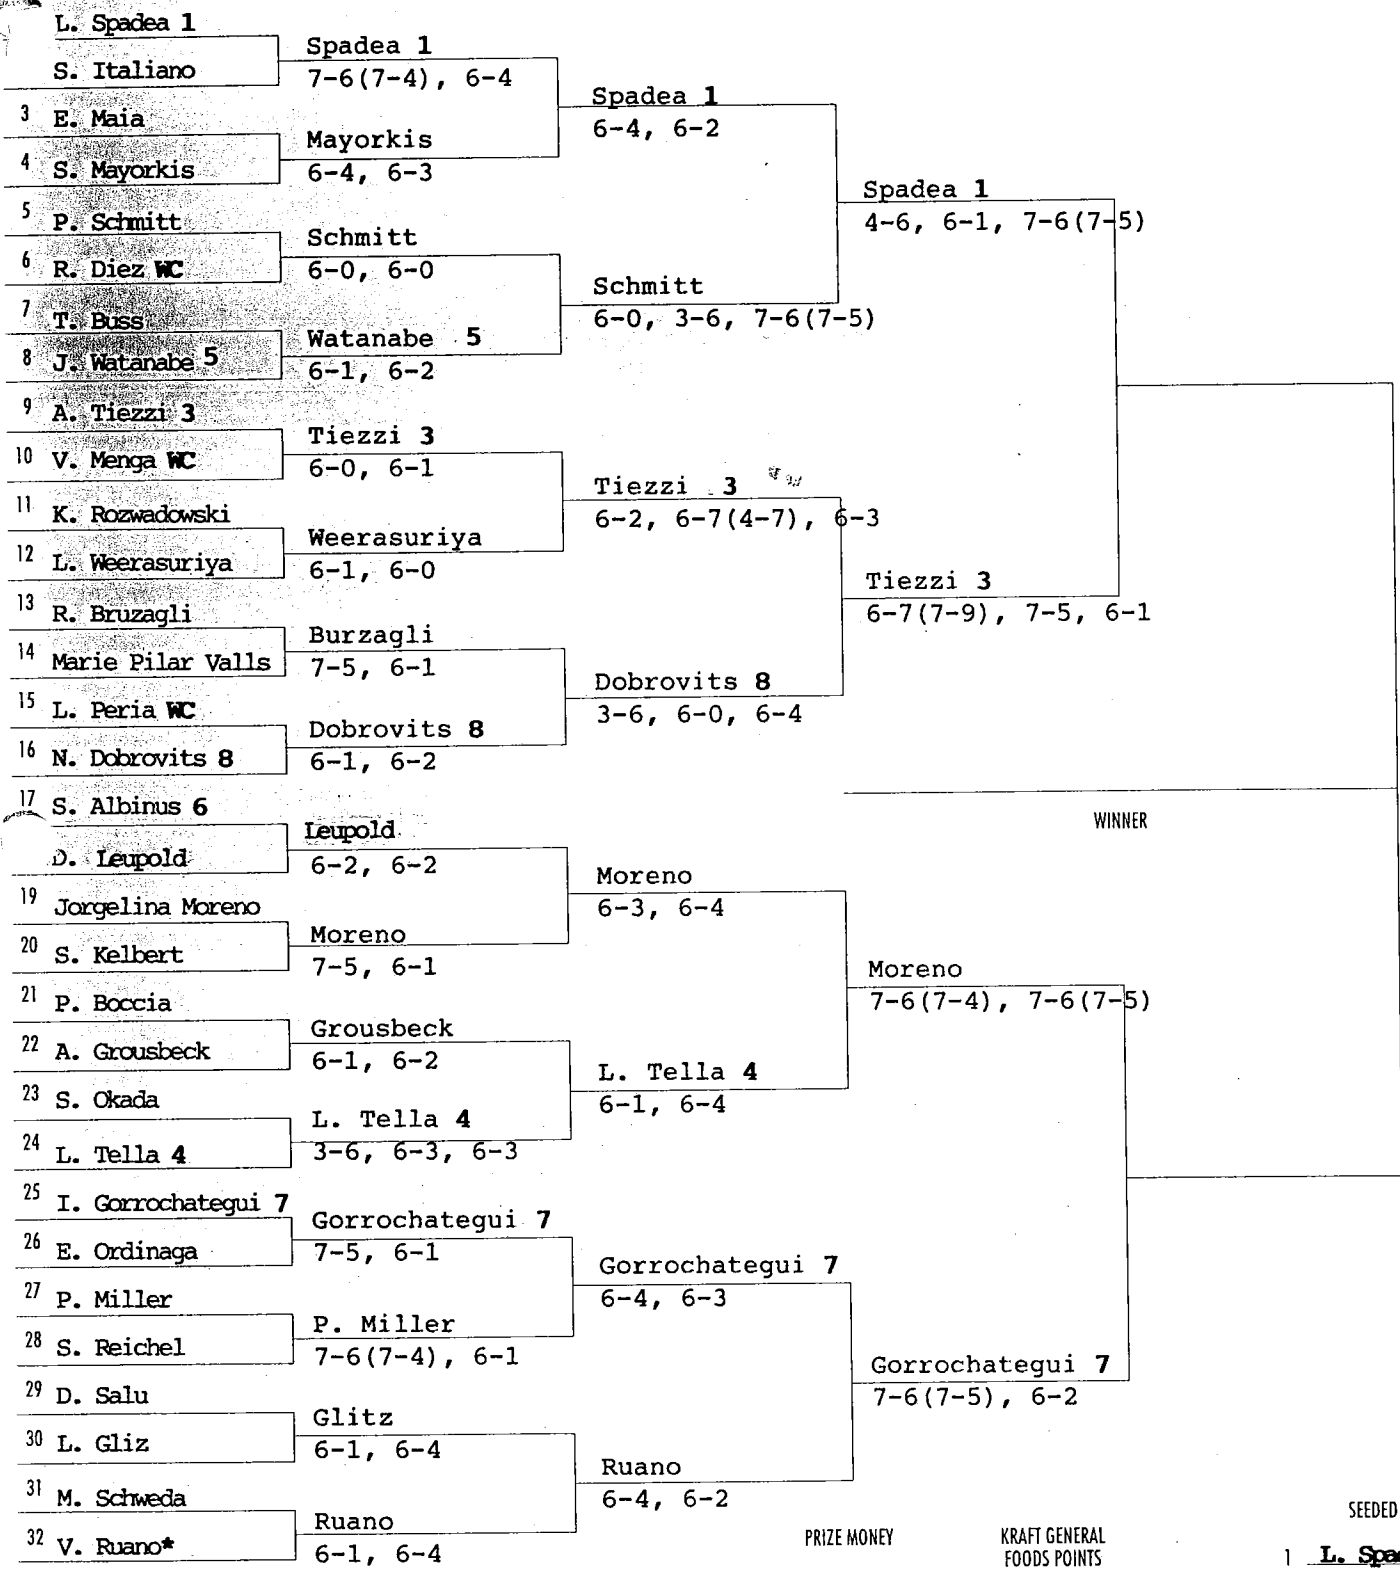 L. Spadea 1
S. Italiano
3 E. Maia
4 S. Mayorkis
5 P. Schmitt
6 R. Diez WC
7 T. Buss
8 J. Watanabe 5
9 A. Tiezzi 3
10 V. Menga WC
11 K. Rozwadowski
12 L. Weerasuriya
13 R. Bruzagli
14 Marie Pilar Valls
15 L. Peria WC
16 N. Dobrovits 8
17 S. Albinus 6
D. Leupold
19 Jorgelina Moreno
20 S. Kelbert
21 P. Boccia
22 A. Grousbeck
23 S. Okada
24 L. Tella 4
25 I. Gorrochategui 7
26 E. Ordinaga
27 P. Miller
28 S. Reichel
29 D. Salu
30 L. Gliz
31 M. Schweda
32 V. Ruano*
Spadea 1
7-6(7-4), 6-4
Mayorkis
6-4, 6-3
Schmitt
6-0, 6-0
Watanabe 5
6-1, 6-2
Tiezzi 3
6-0, 6-1
Weerasuriya
6-1, 6-0
Burzagli
7-5, 6-1
Dobrovits 8
6-1, 6-2
Leupold
6-2, 6-2
Moreno
7-5, 6-1
Grousbeck
6-1, 6-2
L. Tella 4
3-6, 6-3, 6-3
Gorrochategui 7
7-5, 6-1
P. Miller
7-6(7-4), 6-1
Glitz
6-1, 6-4
Ruano
6-1, 6-4
Spadea 1
6-4, 6-2
Schmitt
6-0, 3-6, 7-6(7-5)
Tiezzi 3
6-2, 6-7(4-7), 6-3
Dobrovits 8
3-6, 6-0, 6-4
Moreno
6-3, 6-4
L. Tella 4
6-1, 6-4
Gorrochategui 7
6-4, 6-3
Ruano
6-4, 6-2
Spadea 1
4-6, 6-1, 7-6(7-5)
Tiezzi 3
6-7(7-9), 7-5, 6-1
Moreno
7-6(7-4), 7-6(7-5)
Gorrochategui 7
7-6(7-5), 6-2
WINNER
PRIZE MONEY
KRAFT GENERAL
FOODS POINTS
SEEDED
1 L. Spa